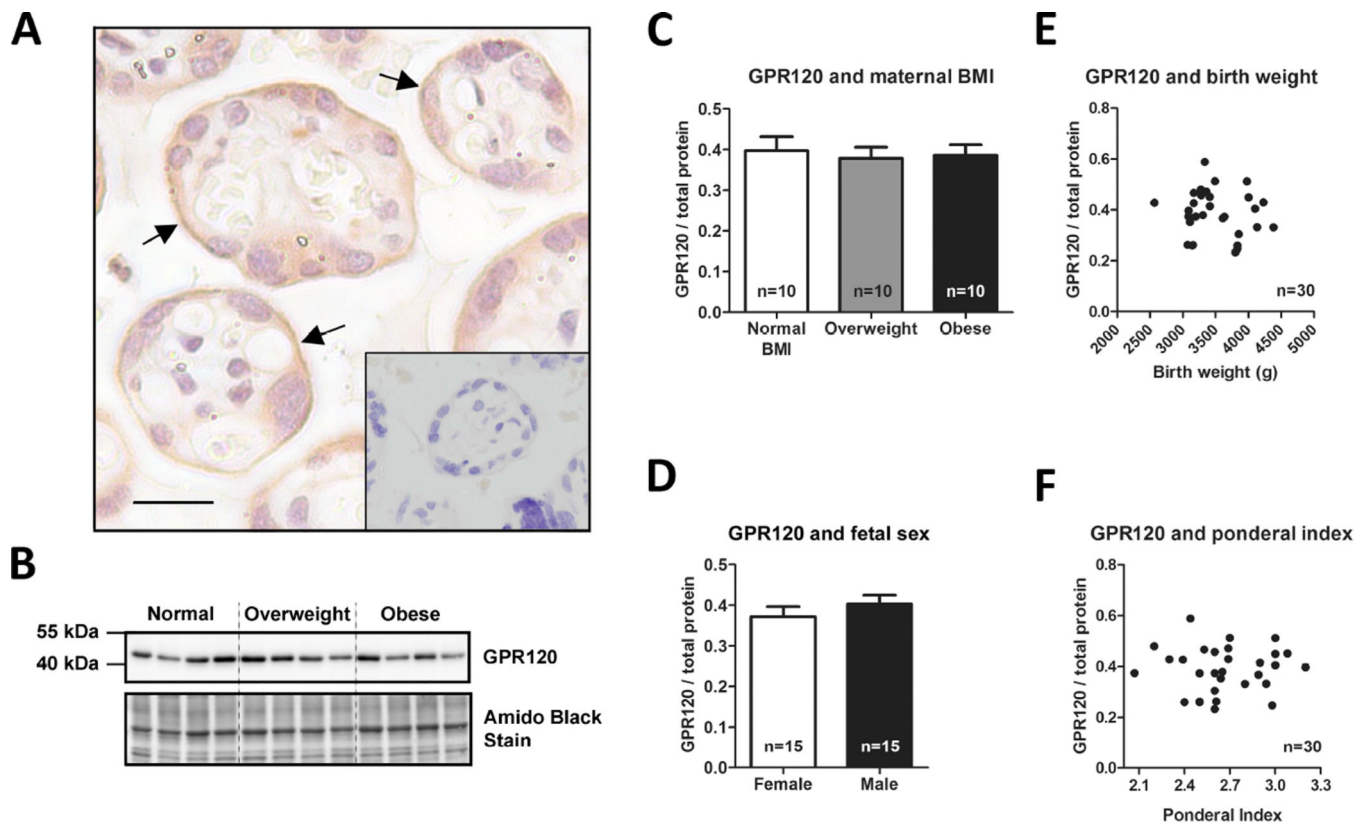 A
B
Normal Overweight Obese
55 kDa
40 kDa
GPR120
Amido Black
Stain
C
GPR120 and maternal BMI
GPR120 / total protein
0.5
0.4
0.3
0.2
0.1
0.0
n=10 n=10 n=10
Normal
BMI
Overweight Obese
D
GPR120 and fetal sex
GPR120 / total protein
0.5
0.4
0.3
0.2
0.1
0.0
n=15 n=15
Female Male
E
GPR120 and birth weight
GPR120 / total protein
0.8
0.6
0.4
0.2
0.0
n=30
2000 2500 3000 3500 4000 4500 5000
Birth weight (g)
F
GPR120 and ponderal index
GPR120 / total protein
0.8
0.6
0.4
0.2
0.0
n=30
2.1 2.4 2.7 3.0 3.3
Ponderal Index